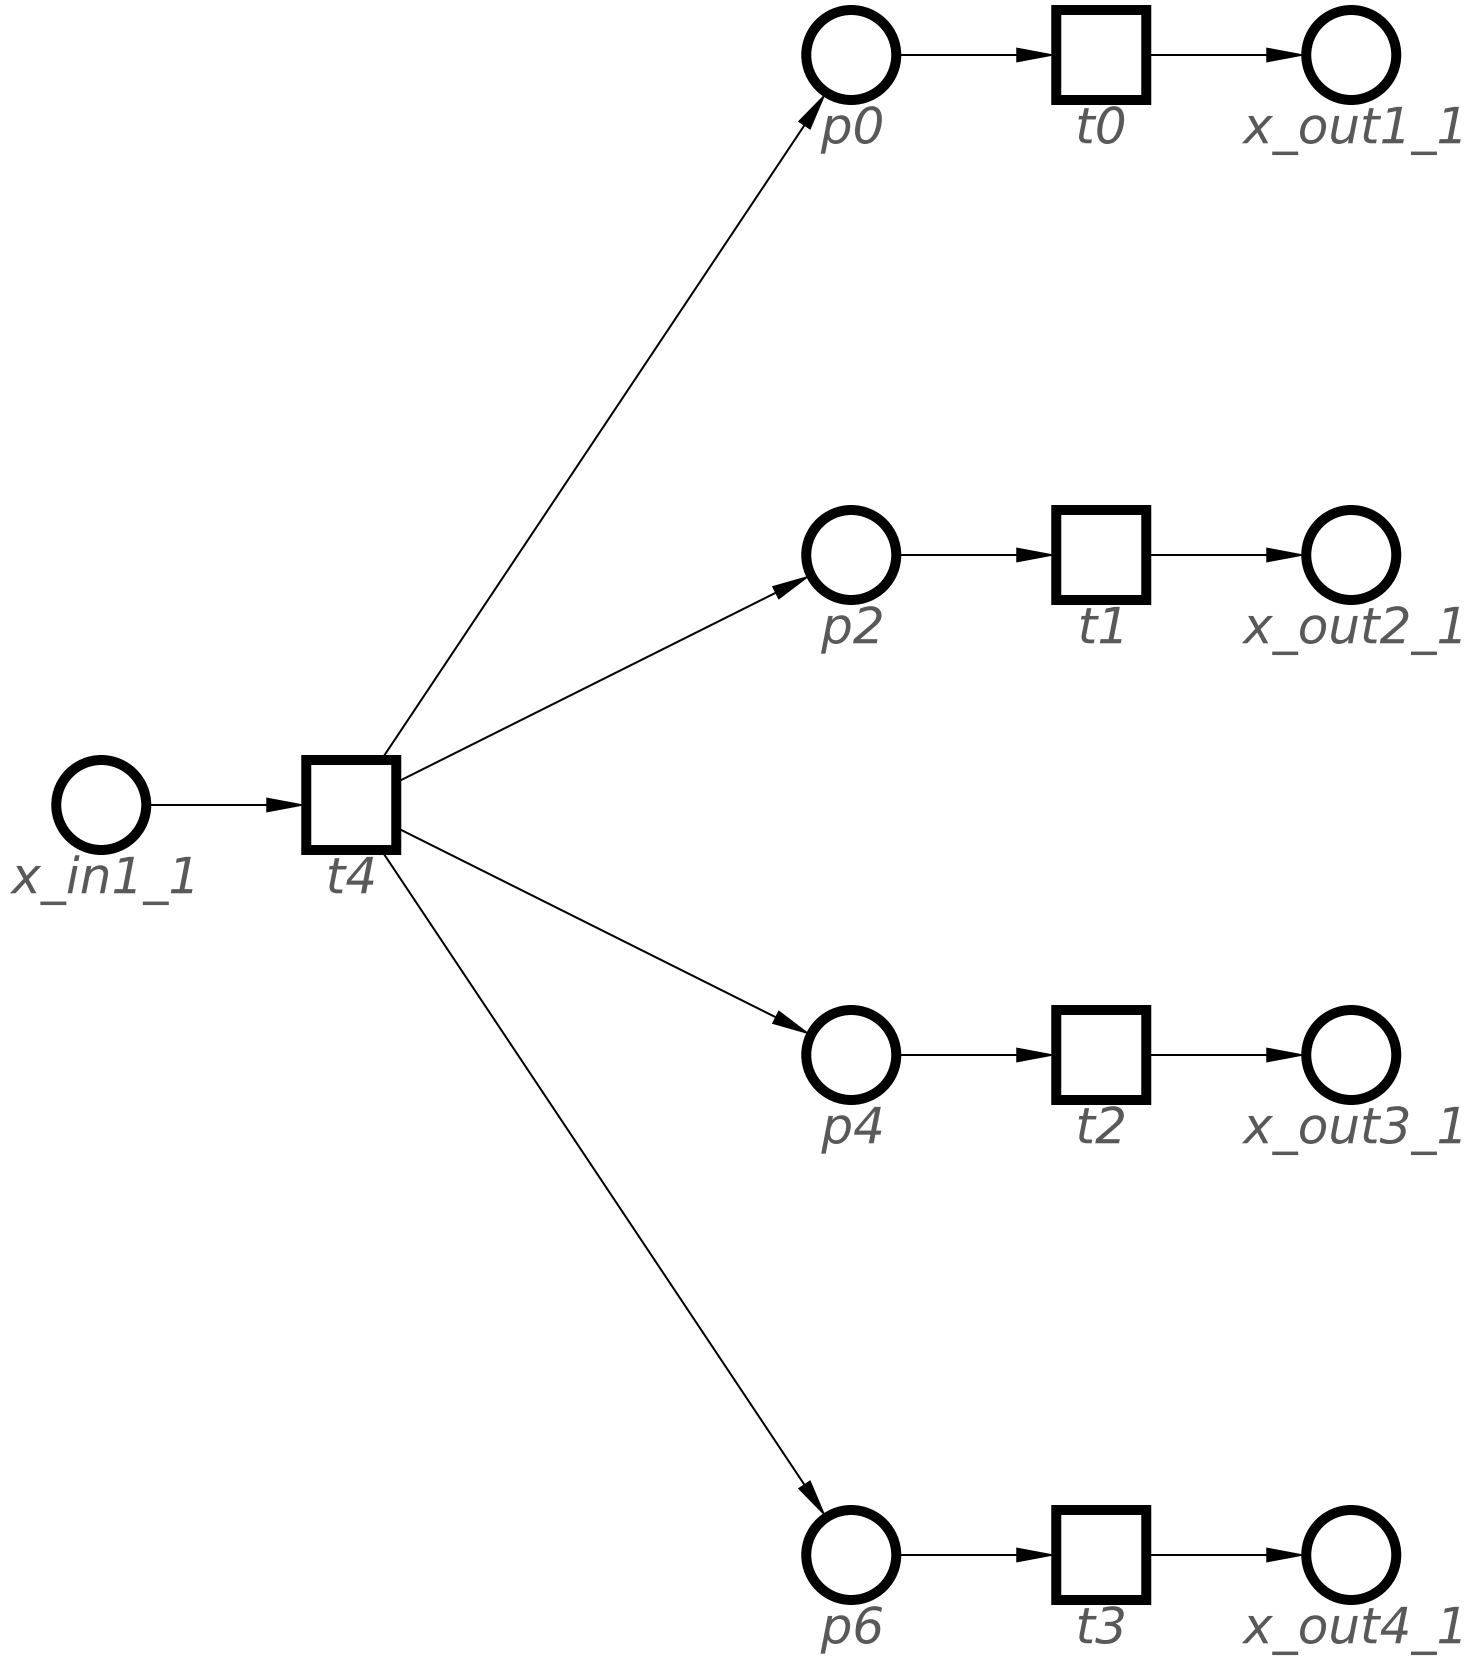 p0 t0 x_out1_1
p2 t1 x_out2_1
x_in1_1 t4
p4 t2 x_out3_1
p6 t3 x_out4_1